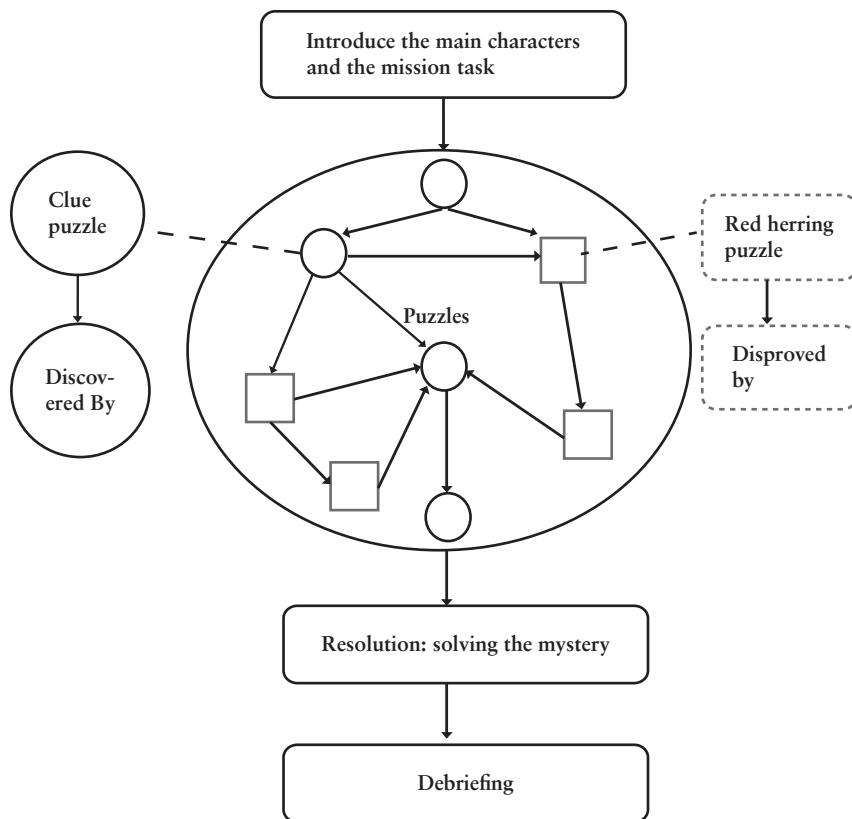 Introduce the main characters
and the mission task
Clue
puzzle
Red herring
puzzle
Puzzles
Discov-
ered By
Disproved
by
Resolution: solving the mystery
Debriefing